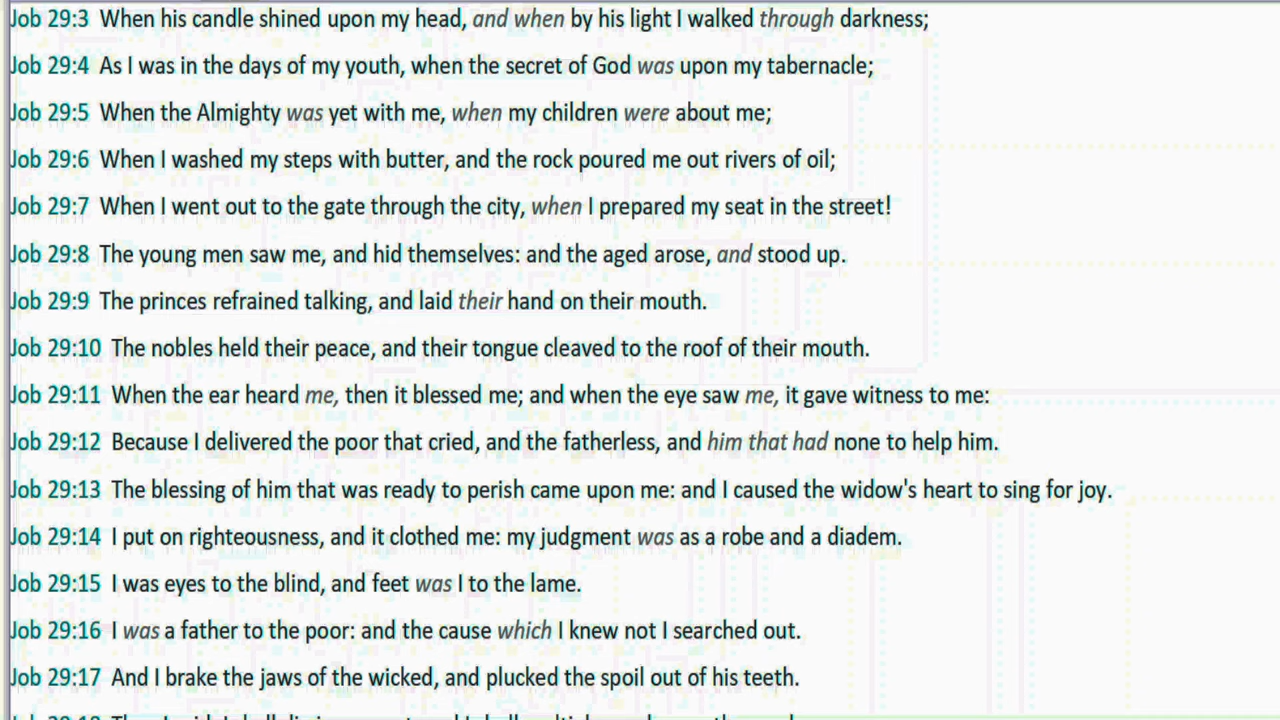 Job 29:3 When his candle shined upon my head, and when by his light I walked through darkness;
Job 29:4 As I was in the days of my youth, when the secret of God was upon my tabernacle;
Job 29:5 When the Almighty was yet with me, when my children were about me;
Job 29:6 When I washed my steps with butter, and the rock poured me out rivers of oil;
Job 29:7 When I went out to the gate through the city, when I prepared my seat in the street!
Job 29:8 The young men saw me, and hid themselves: and the aged arose, and stood up.
Job 29:9 The princes refrained talking, and laid their hand on their mouth.
Job 29:10 The nobles held their peace, and their tongue cleaved to the roof of their mouth.
Job 29:11 When the ear heard me, then it blessed me; and when the eye saw me, it gave witness to me:
Job 29:12 Because I delivered the poor that cried, and the fatherless, and him that had none to help him.
Job 29:13 The blessing of him that was ready to perish came upon me: and I caused the widow's heart to sing for joy.
Job 29:14 I put on righteousness, and it clothed me: my judgment was as a robe and a diadem.
Job 29:15 I was eyes to the blind, and feet was I to the lame.
Job 29:16 I was a father to the poor: and the cause which I knew not I searched out.
Job 29:17 And I brake the jaws of the wicked, and plucked the spoil out of his teeth.